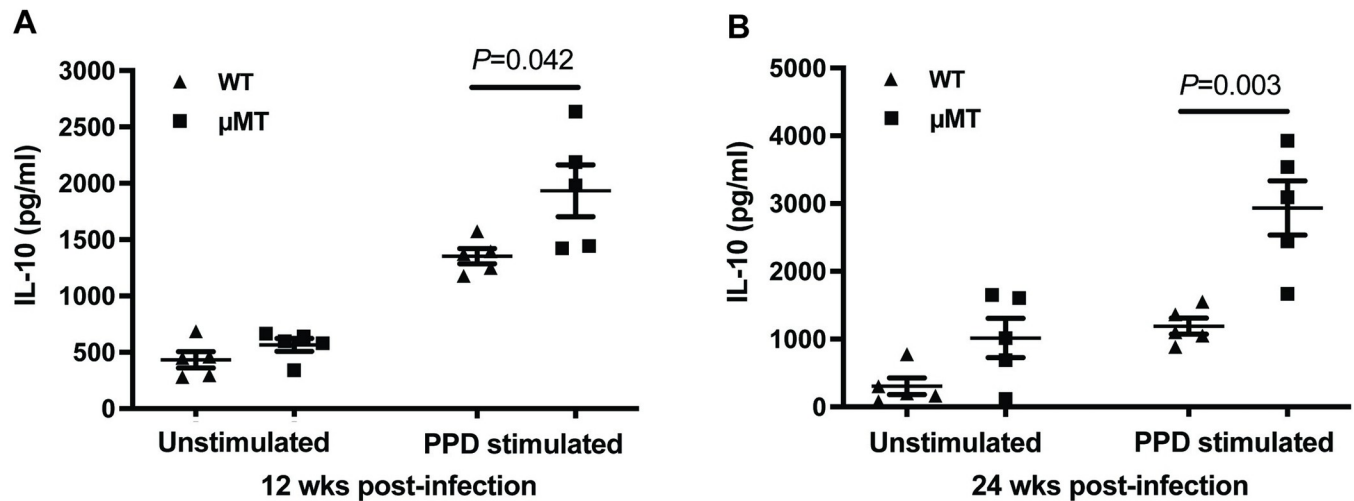 A
IL-10 (pg/ml)
3000
2500
2000
1500
1000
500
0
WT
µMT
P=0.042
Unstimulated
PPD stimulated
12 wks post-infection
B
IL-10 (pg/ml)
5000
4000
3000
2000
1000
0
WT
µMT
P=0.003
Unstimulated
PPD stimulated
24 wks post-infection